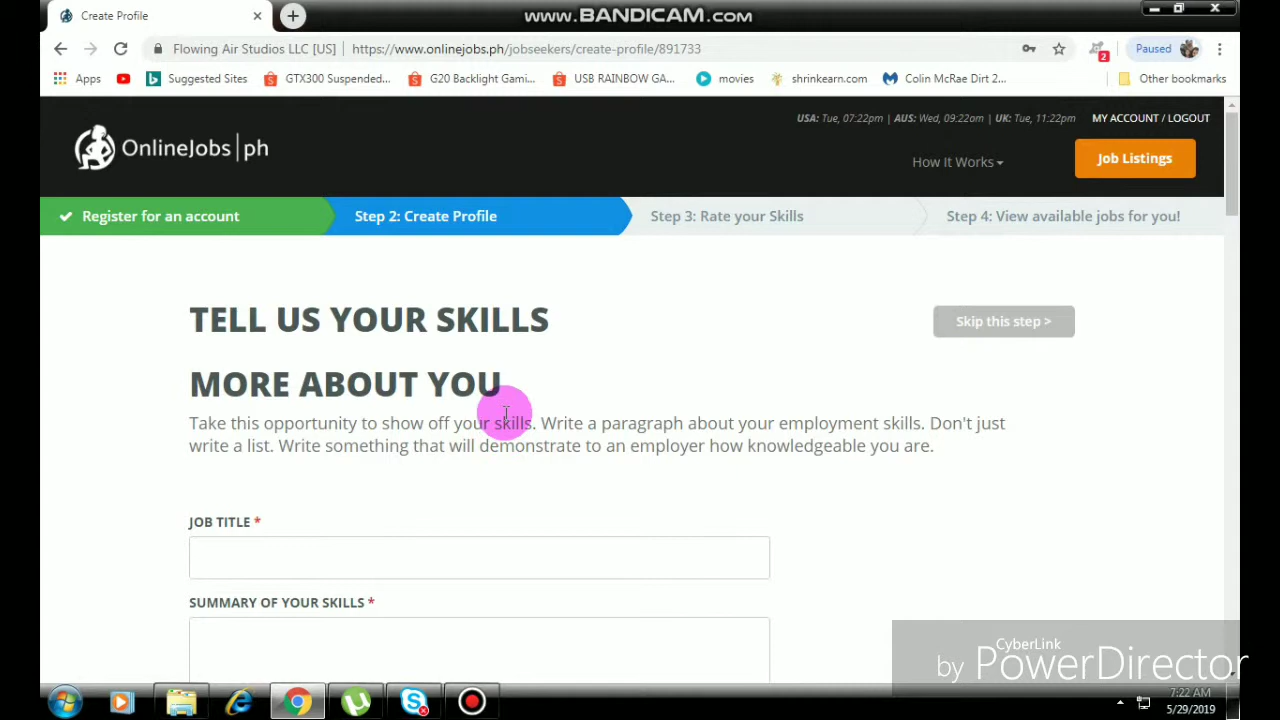 WWW.BANDICAM.COM
Create Profile
Flowing Air Studios LLC [US] | https://www.onlinejobs.ph/jobseekers/create-profile/891733
2
Paused
Apps
Suggested Sites
GTX300 Suspended...
G20 Backlight Gami...
USB RAINBOW GA...
movies
shrinkearn.com
Colin McRae Dirt 2...
Other bookmarks
USA: Tue, 07:22pm | AUS: Wed, 09:22am | UK: Tue, 11:22pm
MY ACCOUNT / LOGOUT
OnlineJobs|ph
How It Works
Job Listings
Register for an account
Step 2: Create Profile
Step 3: Rate your Skills
Step 4: View available jobs for you!
TELL US YOUR SKILLS
Skip this step >
MORE ABOUT YOU
Take this opportunity to show off your skills. Write a paragraph about your employment skills. Don't just
write a list. Write something that will demonstrate to an employer how knowledgeable you are.
JOB TITLE *
SUMMARY OF YOUR SKILLS *
CyberLink
by PowerDirector
7:22 AM
5/29/2019